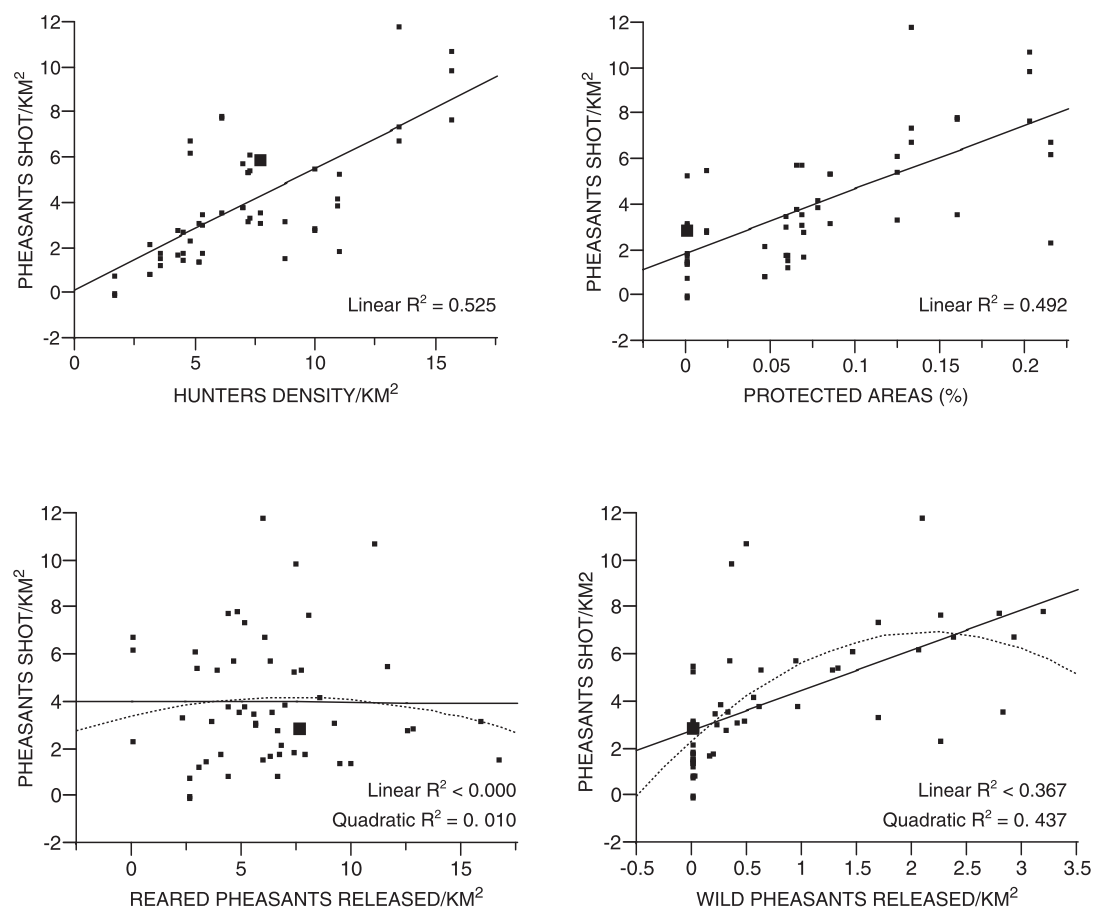 12
10
8
6
4
2
0
-2
PHEASANTS SHOT/KM²
0 5 10 15
HUNTERS DENSITY/KM²
Linear R² = 0.525
12
10
8
6
4
2
0
-2
PHEASANTS SHOT/KM²
0 0.05 0.1 0.15 0.2
PROTECTED AREAS (%)
Linear R² = 0.492
12
10
8
6
4
2
0
-2
PHEASANTS SHOT/KM²
0 5 10 15
REARED PHEASANTS RELEASED/KM²
Linear R² < 0.000
Quadratic R² = 0. 010
12
10
8
6
4
2
0
-2
PHEASANTS SHOT/KM2
-0.5 0 0.5 1 1.5 2 2.5 3 3.5
WILD PHEASANTS RELEASED/KM²
Linear R² < 0.367
Quadratic R² = 0. 437